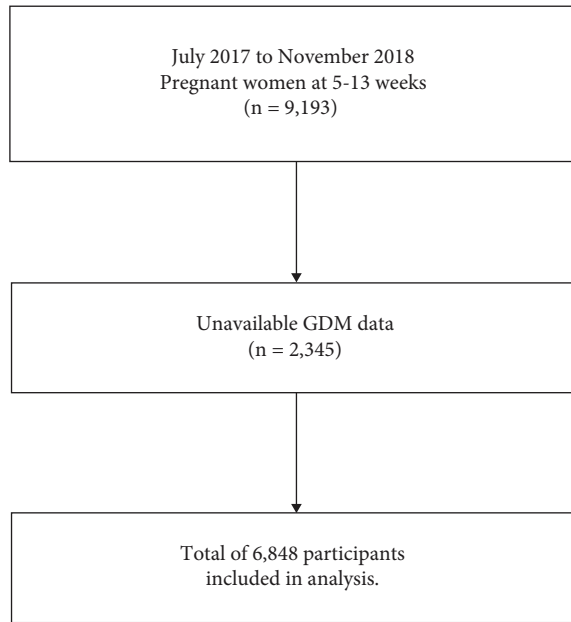 July 2017 to November 2018
Pregnant women at 5-13 weeks
(n = 9,193)
Unavailable GDM data
(n = 2,345)
Total of 6,848 participants
included in analysis.